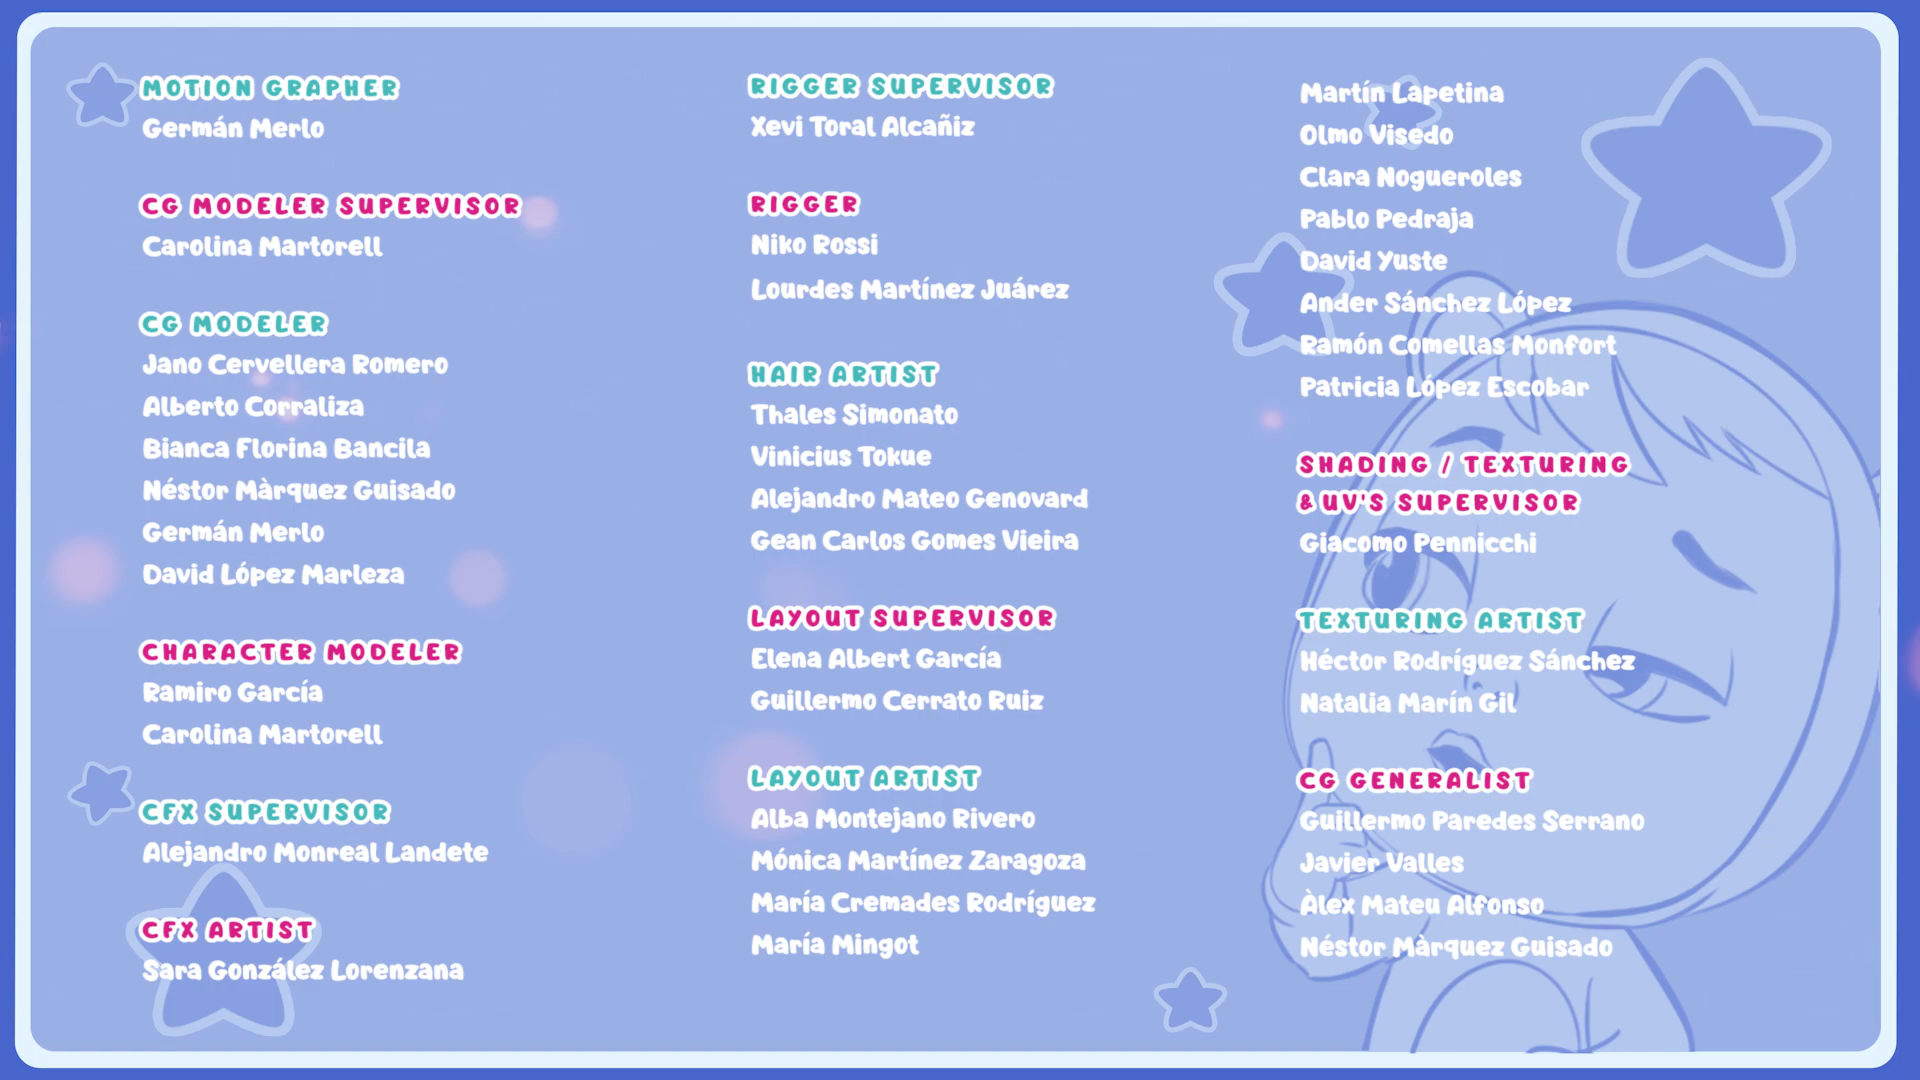 MOTION GRAPHER
Germán Merlo
CG MODELER SUPERVISOR
Carolina Martorell
CG MODELER
Jano Cervellera Romero
Alberto Corraliza
Bianca Florina Bancila
Néstor Màrquez Guisado
Germán Merlo
David López Marleza
CHARACTER MODELER
Ramiro García
Carolina Martorell
CFX SUPERVISOR
Alejandro Monreal Landete
CFX ARTIST
Sara González Lorenzana
RIGGER SUPERVISOR
Xevi Toral Alcañiz
RIGGER
Niko Rossi
Lourdes Martínez Juárez
HAIR ARTIST
Thales Simonato
Vinicius Tokue
Alejandro Mateo Genovard
Gean Carlos Gomes Vieira
LAYOUT SUPERVISOR
Elena Albert García
Guillermo Cerrato Ruiz
LAYOUT ARTIST
Alba Montejano Rivero
Mónica Martínez Zaragoza
María Cremades Rodríguez
María Mingot
Martín Lapetina
Olmo Visedo
Clara Nogueroles
Pablo Pedraja
David Yuste
Ander Sánchez López
Ramón Comellas Monfort
Patricia López Escobar
SHADING / TEXTURING
& UV'S SUPERVISOR
Giacomo Pennicchi
TEXTURING ARTIST
Héctor Rodríguez Sánchez
Natalia Marín Gil
CG GENERALIST
Guillermo Paredes Serrano
Javier Valles
Àlex Mateu Alfonso
Néstor Màrquez Guisado